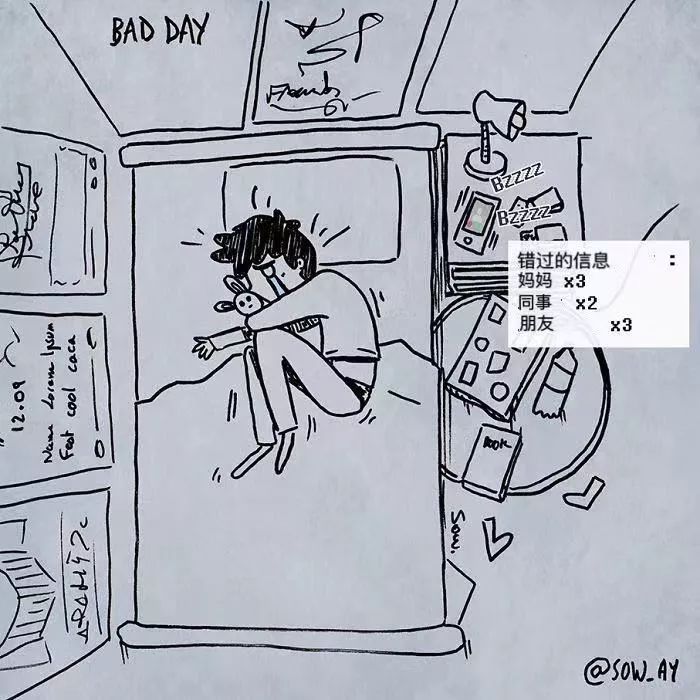 BAD DAY
BZZZZ
BZZZZ
错过的信息 :
妈妈 x3
同事 x2
朋友 x3
12.09
Name Lorem Ipsum
Feat cool caca
BOOK
Sow.
@SOW_AY